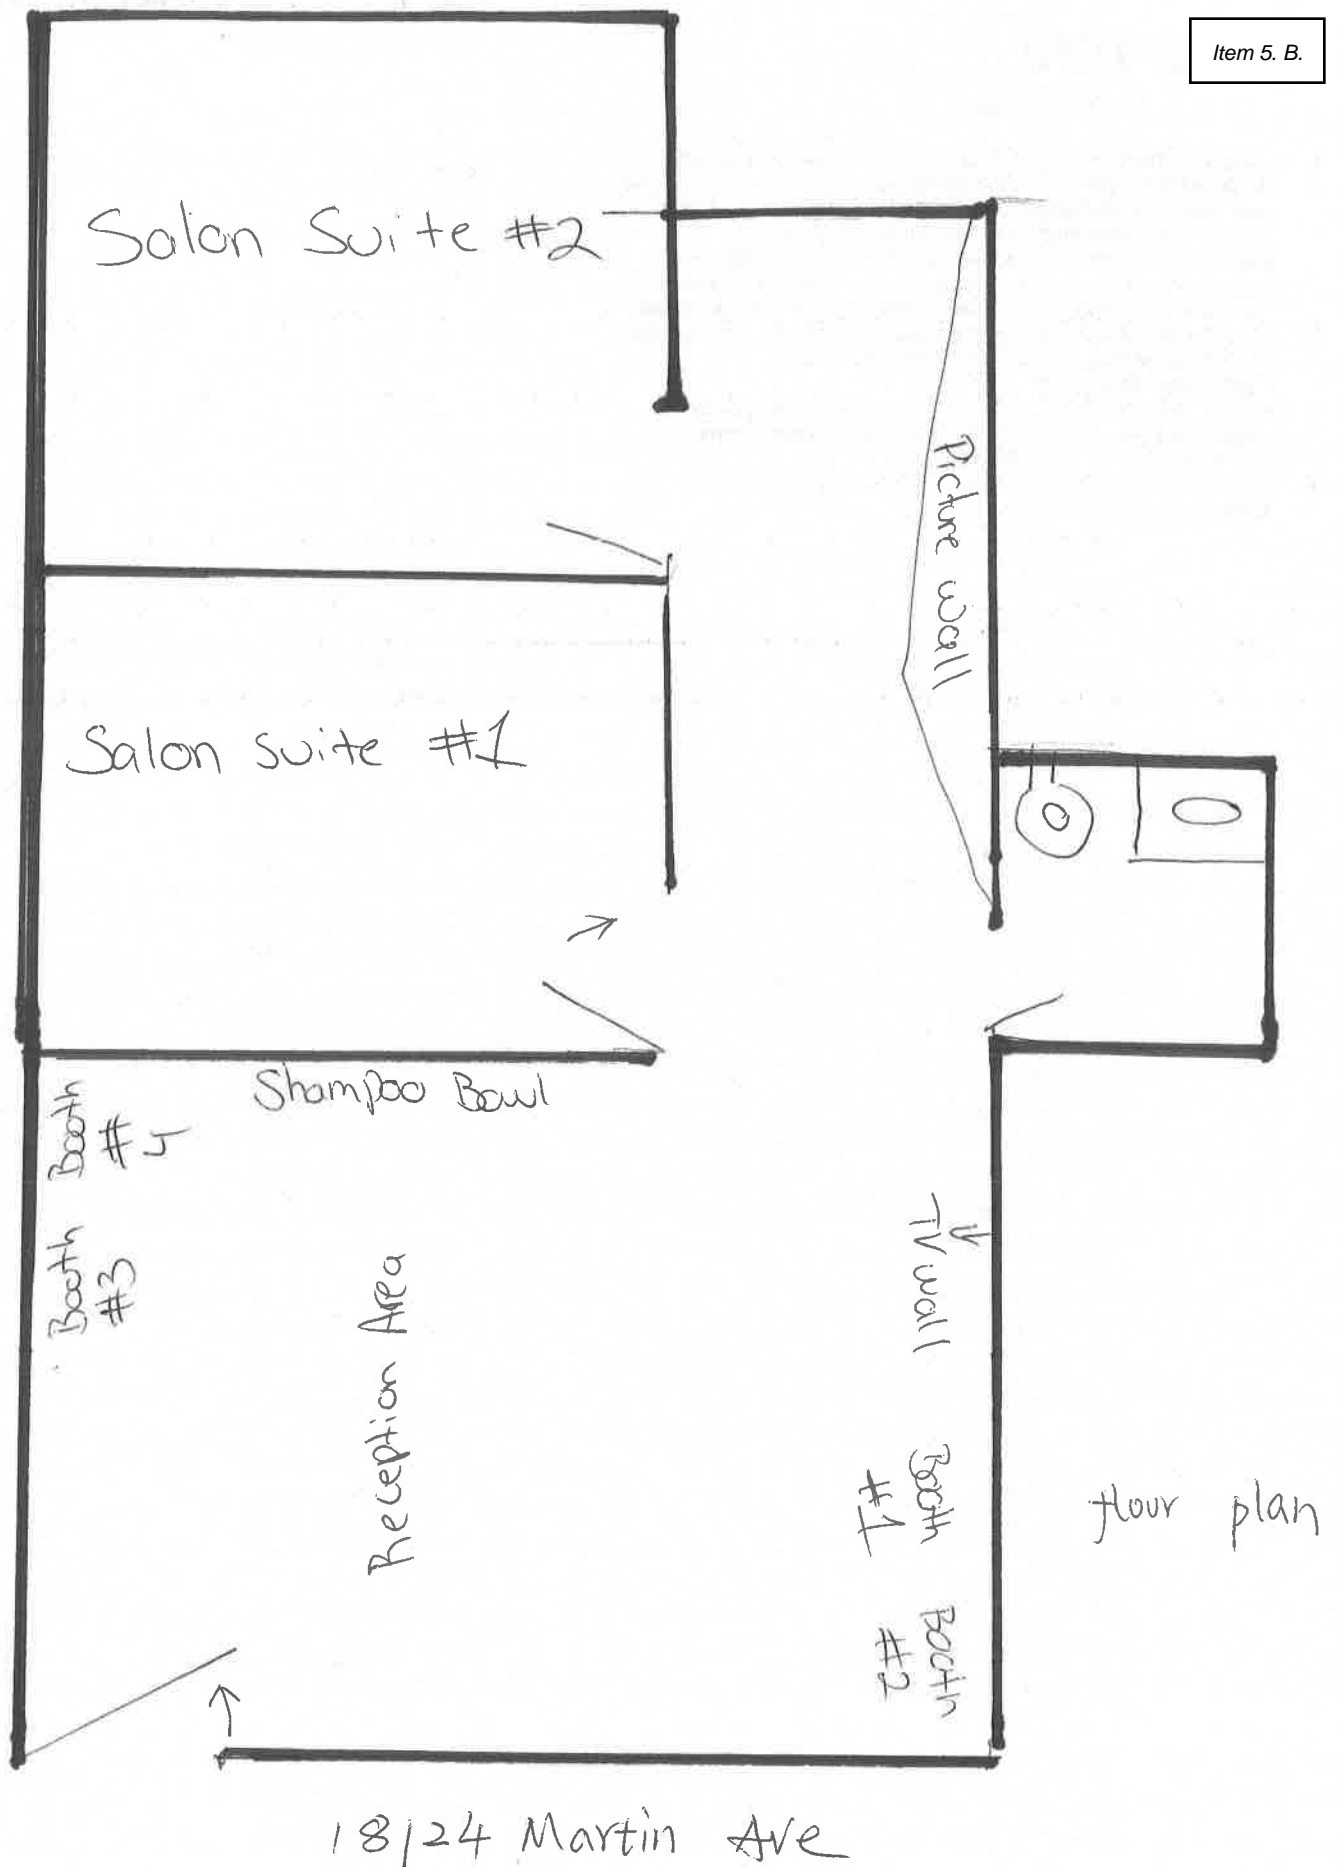 Item 5. B.
Salon Suite #2
Picture wall
Salon suite #1
Shampoo Bowl
Booth
#
Booth
#3
Reception Area
TV wall
Booth
#1
Booth
#2
flour plan
18124 Martin Ave